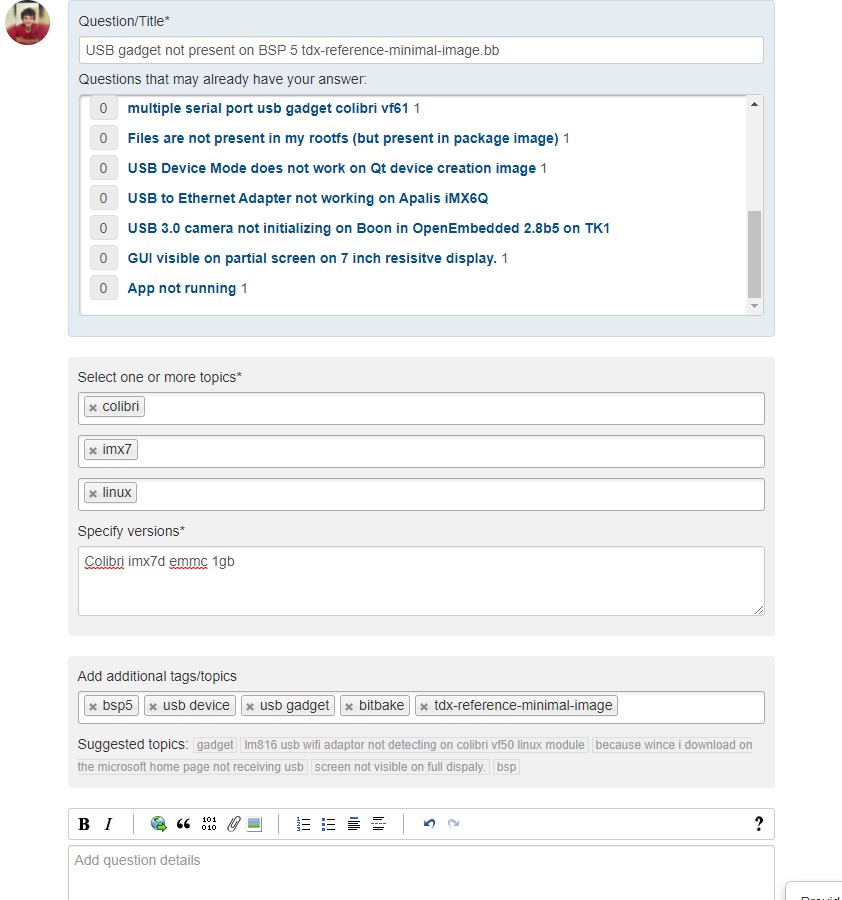 Question/Title*
USB gadget not present on BSP 5 tdx-reference-minimal-image.bb
Questions that may already have your answer:
0 multiple serial port usb gadget colibri vf61 1
0 Files are not present in my rootfs (but present in package image) 1
0 USB Device Mode does not work on Qt device creation image 1
0 USB to Ethernet Adapter not working on Apalis iMX6Q
0 USB 3.0 camera not initializing on Boon in OpenEmbedded 2.8b5 on TK1
0 GUI visible on partial screen on 7 inch resisitve display. 1
0 App not running 1
Select one or more topics*
× colibri
× imx7
× linux
Specify versions*
Colibri imx7d emmc 1gb
Add additional tags/topics
× bsp5 × usb device × usb gadget × bitbake × tdx-reference-minimal-image
Suggested topics: gadget lm816 usb wifi adaptor not detecting on colibri vf50 linux module because wince i download on
the microsoft home page not receiving usb screen not visible on full dispaly. bsp
B I 101 010 ?
Add question details